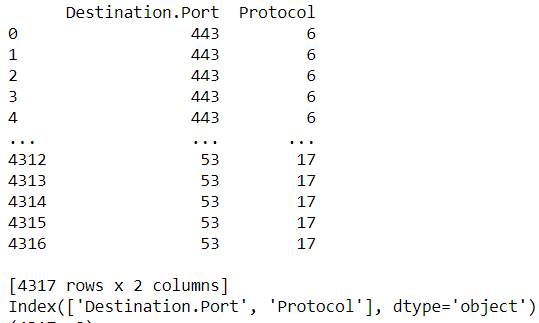 Destination.Port Protocol
0 443 6
1 443 6
2 443 6
3 443 6
4 443 6
... ... ...
4312 53 17
4313 53 17
4314 53 17
4315 53 17
4316 53 17
[4317 rows x 2 columns]
Index(['Destination.Port', 'Protocol'], dtype='object')